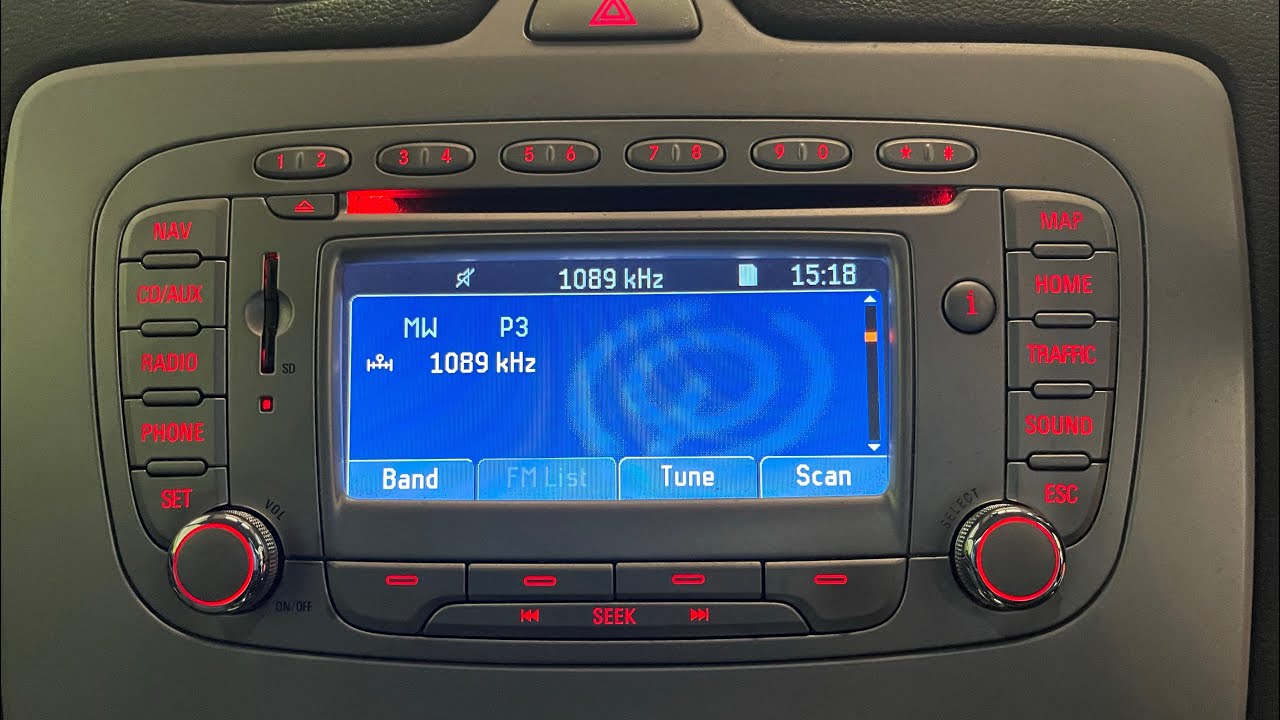 1 2 3 4 5 6 7 8 9 0 * #
NAV
CD/AUX
RADIO
PHONE
SET
SD
VOL
ON/OFF
1089 kHz 15:18
MW P3
1089 kHz
Band FM List Tune Scan
i
MAP
HOME
TRAFFIC
SOUND
ESC
SELECT
SEEK